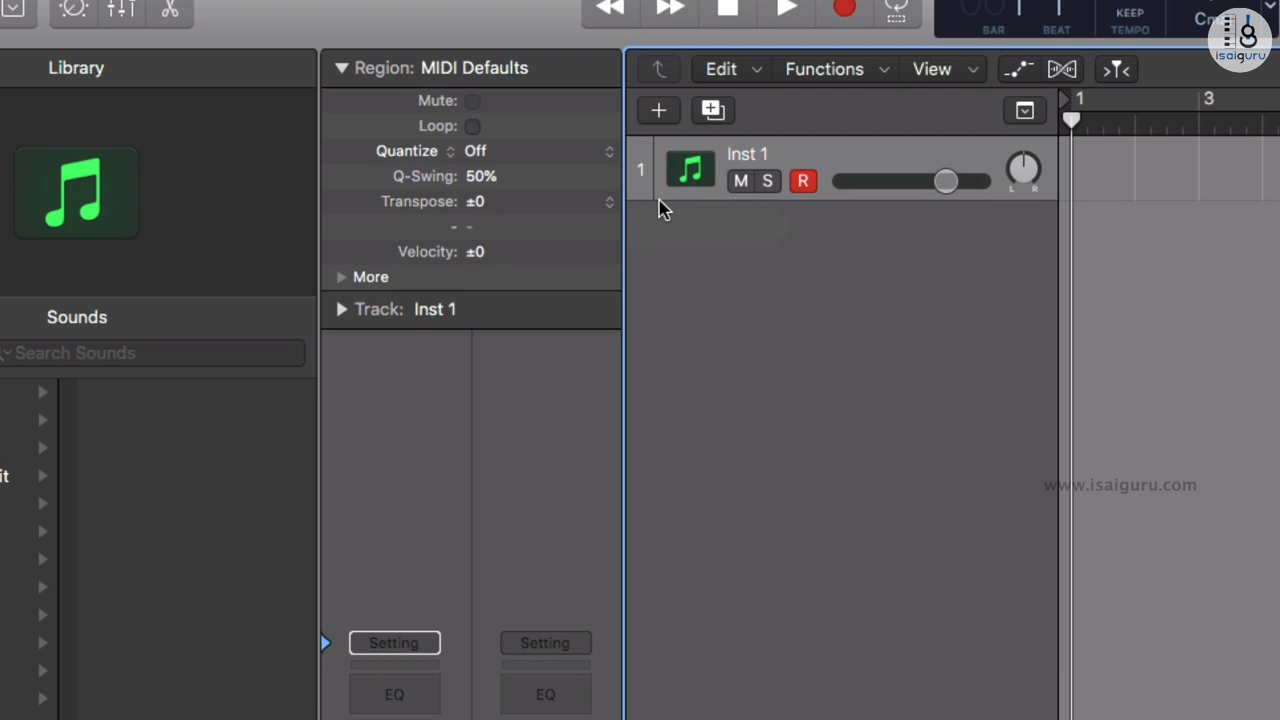 BAR
BEAT
KEEP
TEMPO
isaiguru
Library
Region: MIDI Defaults
Edit
Functions
View
Mute:
Loop:
Quantize Off
Q-Swing: 50%
Transpose: ±0
- -
Velocity: ±0
More
Track: Inst 1
1
3
1
Inst 1
M S R
L R
Sounds
Search Sounds
it
www.isaiguru.com
Setting
Setting
EQ
EQ